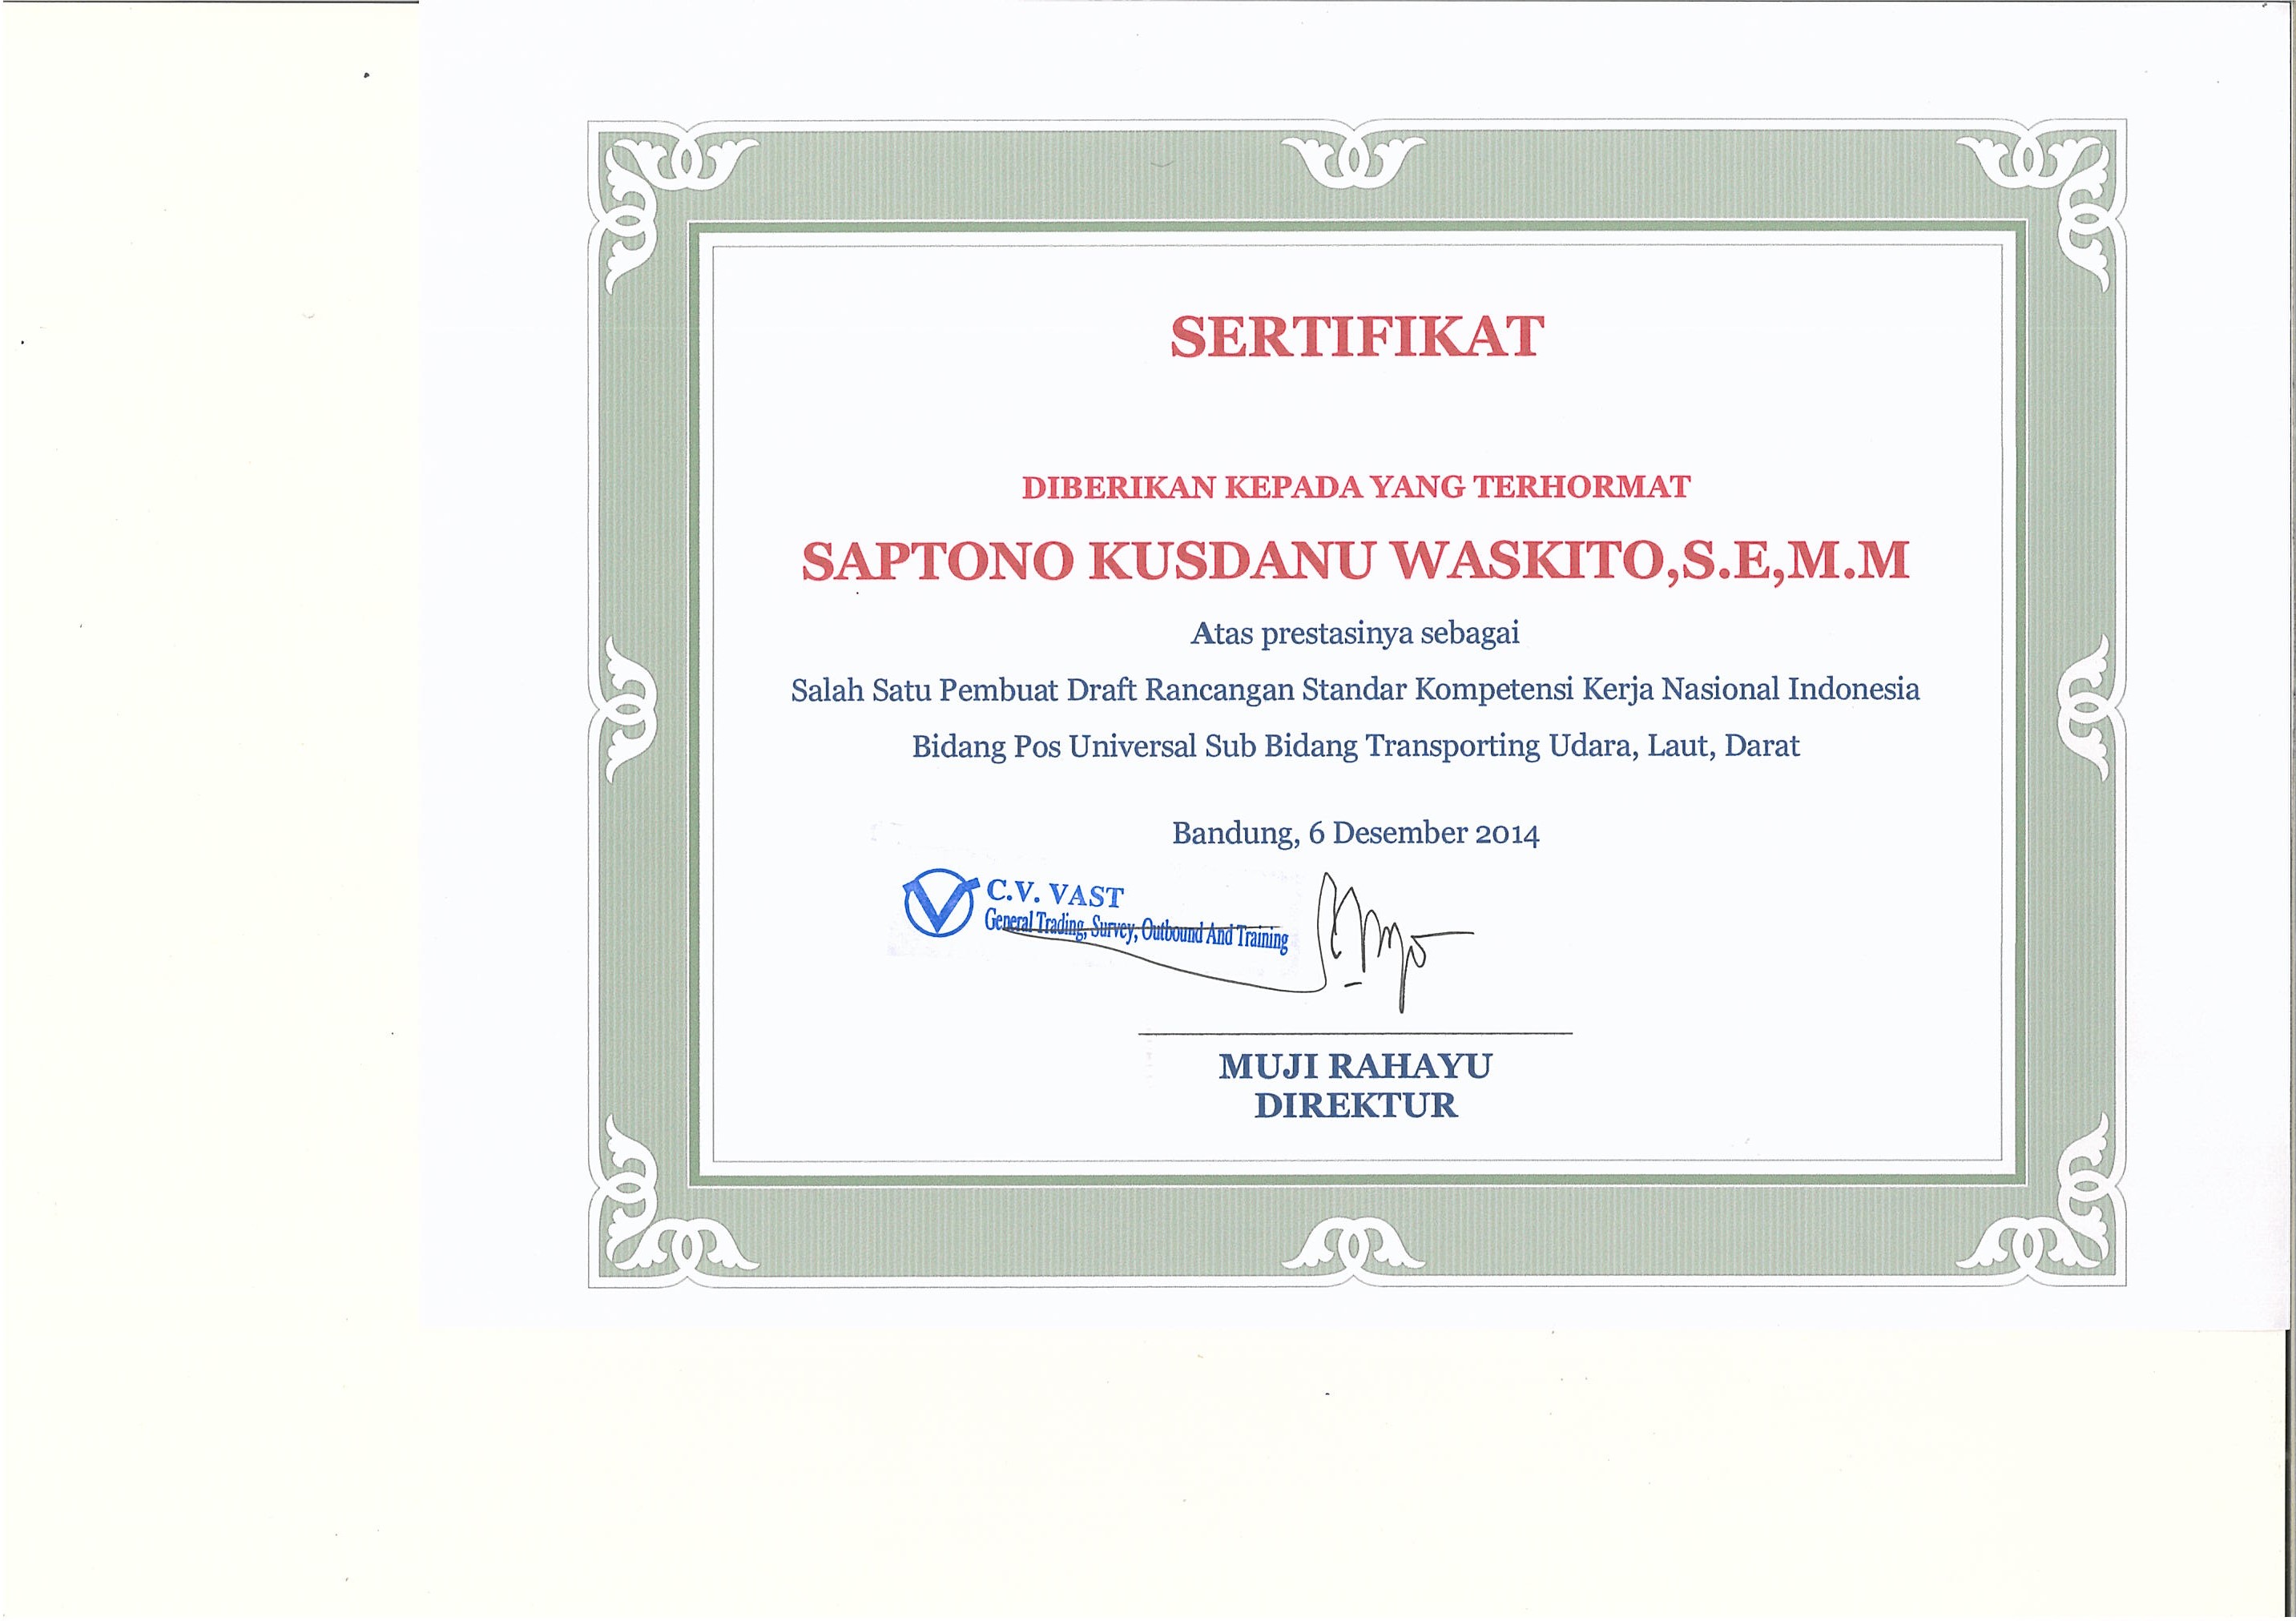 SERTIFIKAT
DIBERIKAN KEPADA YANG TERHORMAT
SAPTONO KUSDANU WASKITO,S.E,M.M
Atas prestasinya sebagai
Salah Satu Pembuat Draft Rancangan Standar Kompetensi Kerja Nasional Indonesia
Bidang Pos Universal Sub Bidang Transporting Udara, Laut, Darat
Bandung, 6 Desember 2014
C.V. VAST
General Trading, Survey, Outbound And Training
MUJI RAHAYU
DIREKTUR